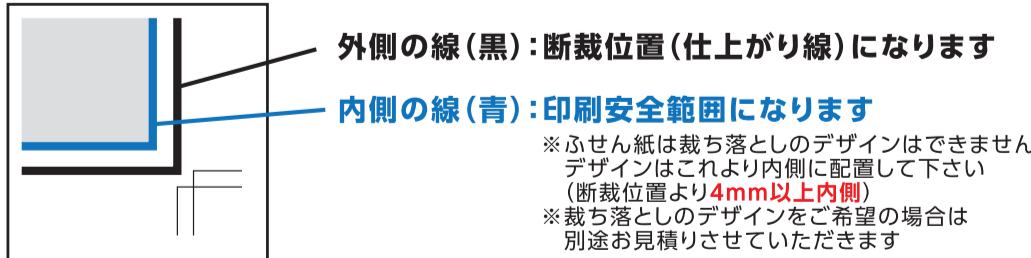 外側の線(黒):断裁位置(仕上がり線)になります
内側の線(青):印刷安全範囲になります
※ふせん紙は裁ち落としのデザインはできません
デザインはこれより内側に配置して下さい
(断裁位置より4mm以上内側)
※裁ち落としのデザインをご希望の場合は
別途お見積りさせていただきます